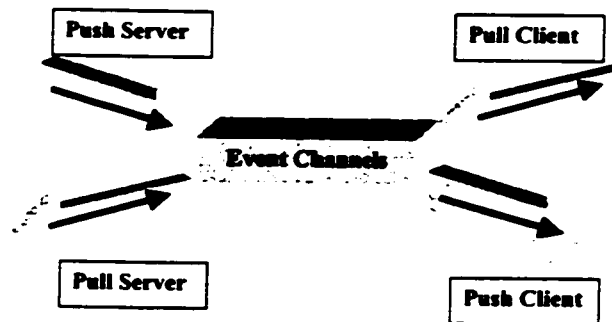 Push Server
Pull Client
Event Channels
Pull Server
Push Client